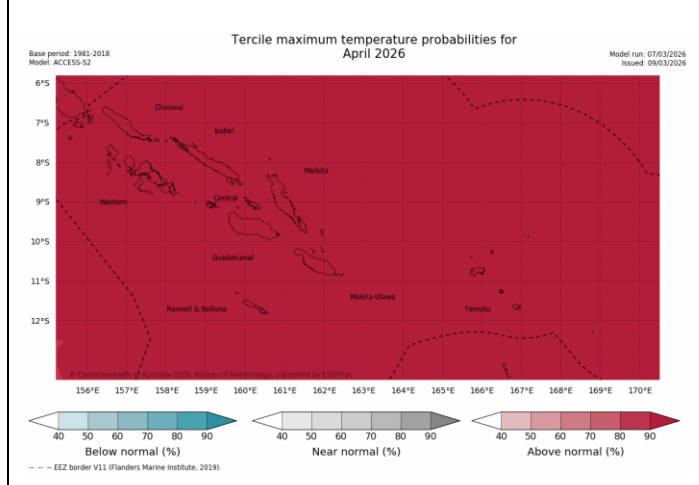 Tercile maximum temperature probabilities for
April 2026
Base period: 1981-2018
Model: ACCESS-S2
Model run: 07/03/2026
Issued: 09/03/2026
6°S
7°S
8°S
9°S
10°S
11°S
12°S
Choiseul
Isabel
Malaita
Western
Central
Guadalcanal
Makira-Ulawa
Rennell & Bellona
Temotu
© Commonwealth of Australia 2026, Bureau of Meteorology, supported by COSPPac
156°E 157°E 158°E 159°E 160°E 161°E 162°E 163°E 164°E 165°E 166°E 167°E 168°E 169°E 170°E
40 50 60 70 80 90 40 50 60 70 80 90 40 50 60 70 80 90
Below normal (%) Near normal (%) Above normal (%)
-- -- -- EEZ border V11 (Flanders Marine Institute, 2019).